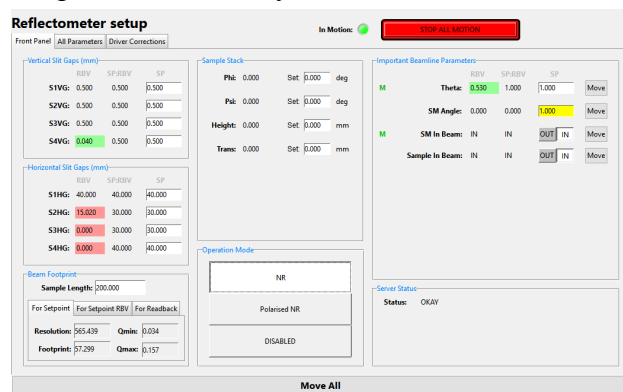 Reflectometer setup
In Motion:
STOP ALL MOTION
Front Panel All Parameters Driver Corrections
Vertical Slit Gaps (mm)
RBV SP:RBV SP
S1VG: 0.500 0.500 0.500
S2VG: 0.500 0.500 0.500
S3VG: 0.500 0.500 0.500
S4VG: 0.040 0.500 0.500
Horizontal Slit Gaps (mm)
RBV SP:RBV SP
S1HG: 40.000 40.000 40.000
S2HG: 15.020 30.000 30.000
S3HG: 0.000 30.000 30.000
S4HG: 0.000 40.000 40.000
Beam Footprint
Sample Length: 200.000
For Setpoint For Setpoint RBV For Readback
Resolution: 565.439 Qmin: 0.034
Footprint: 57.299 Qmax: 0.157
Sample Stack
Phi: 0.000 Set 0.000 deg
Psi: 0.000 Set 0.000 deg
Height: 0.000 Set 0.000 mm
Trans: 0.000 Set 0.000 mm
Operation Mode
NR
Polarised NR
DISABLED
Important Beamline Parameters
RBV SP:RBV SP
M Theta: 0.530 1.000 1.000 Move
SM Angle: 0.000 0.000 1.000 Move
M SM In Beam: IN IN OUT IN Move
Sample In Beam: IN IN OUT IN Move
Server Status
Status: OKAY
Move All